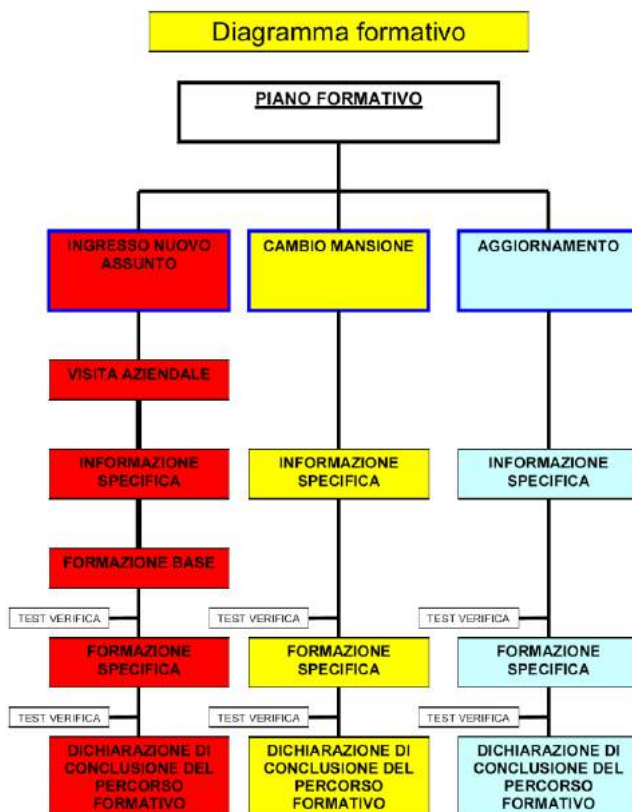 Diagramma formativo
PIANO FORMATIVO
INGRESSO NUOVO
ASSUNTO
CAMBIO MANSIONE
AGGIORNAMENTO
VISITA AZIENDALE
INFORMAZIONE
SPECIFICA
INFORMAZIONE
SPECIFICA
INFORMAZIONE
SPECIFICA
FORMAZIONE BASE
TEST VERIFICA
TEST VERIFICA
TEST VERIFICA
FORMAZIONE
SPECIFICA
FORMAZIONE
SPECIFICA
FORMAZIONE
SPECIFICA
TEST VERIFICA
TEST VERIFICA
TEST VERIFICA
DICHIARAZIONE DI
CONCLUSIONE DEL
PERCORSO
FORMATIVO
DICHIARAZIONE DI
CONCLUSIONE DEL
PERCORSO
FORMATIVO
DICHIARAZIONE DI
CONCLUSIONE DEL
PERCORSO
FORMATIVO